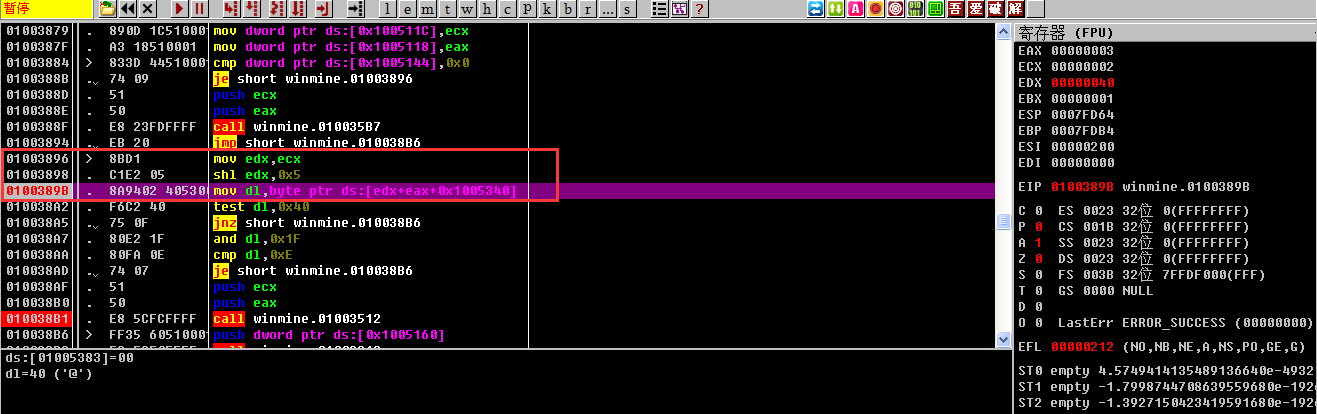 暂停 l e m t w h c p k b r ... s ? A 吾 爱 破 解
01003879 . 890D 1C51000 mov dword ptr ds:[0x100511C],ecx
0100387F . A3 18510001 mov dword ptr ds:[0x1005118],eax
01003884 > 833D 4451000 cmp dword ptr ds:[0x1005144],0x0
0100388B .v 74 09 je short winmine.01003896
0100388D . 51 push ecx
0100388E . 50 push eax
0100388F . E8 23FDFFFF call winmine.010035B7
01003894 .v EB 20 jmp short winmine.010038B6
01003896 > 8BD1 mov edx,ecx
01003898 . C1E2 05 shl edx,0x5
0100389B . 8A9402 405300 mov dl,byte ptr ds:[edx+eax+0x1005340]
010038A2 . F6C2 40 test dl,0x40
010038A5 .v 75 0F jnz short winmine.010038B6
010038A7 . 80E2 1F and dl,0x1F
010038AA . 80FA 0E cmp dl,0xE
010038AD .v 74 07 je short winmine.010038B6
010038AF . 51 push ecx
010038B0 . 50 push eax
010038B1 . E8 5CFCFFFF call winmine.01003512
010038B6 > FF35 6051000 push dword ptr ds:[0x1005160]
ds:[01005383]=00
dl=40 ('@')
寄存器 (FPU)
EAX 00000003
ECX 00000002
EDX 00000040
EBX 00000001
ESP 0007FD64
EBP 0007FDB4
ESI 00000200
EDI 00000000
EIP 0100389B winmine.0100389B
C 0 ES 0023 32位 0(FFFFFFFF)
P 0 CS 001B 32位 0(FFFFFFFF)
A 1 SS 0023 32位 0(FFFFFFFF)
Z 0 DS 0023 32位 0(FFFFFFFF)
S 0 FS 003B 32位 7FFDF000(FFF)
T 0 GS 0000 NULL
D 0
O 0 LastErr ERROR_SUCCESS (00000000)
EFL 00000212 (NO,NB,NE,A,NS,PO,GE,G)
ST0 empty 4.5749414135489136640e-4932
ST1 empty -1.7998744708639559680e-192
ST2 empty -1.3927150423419591680e-192